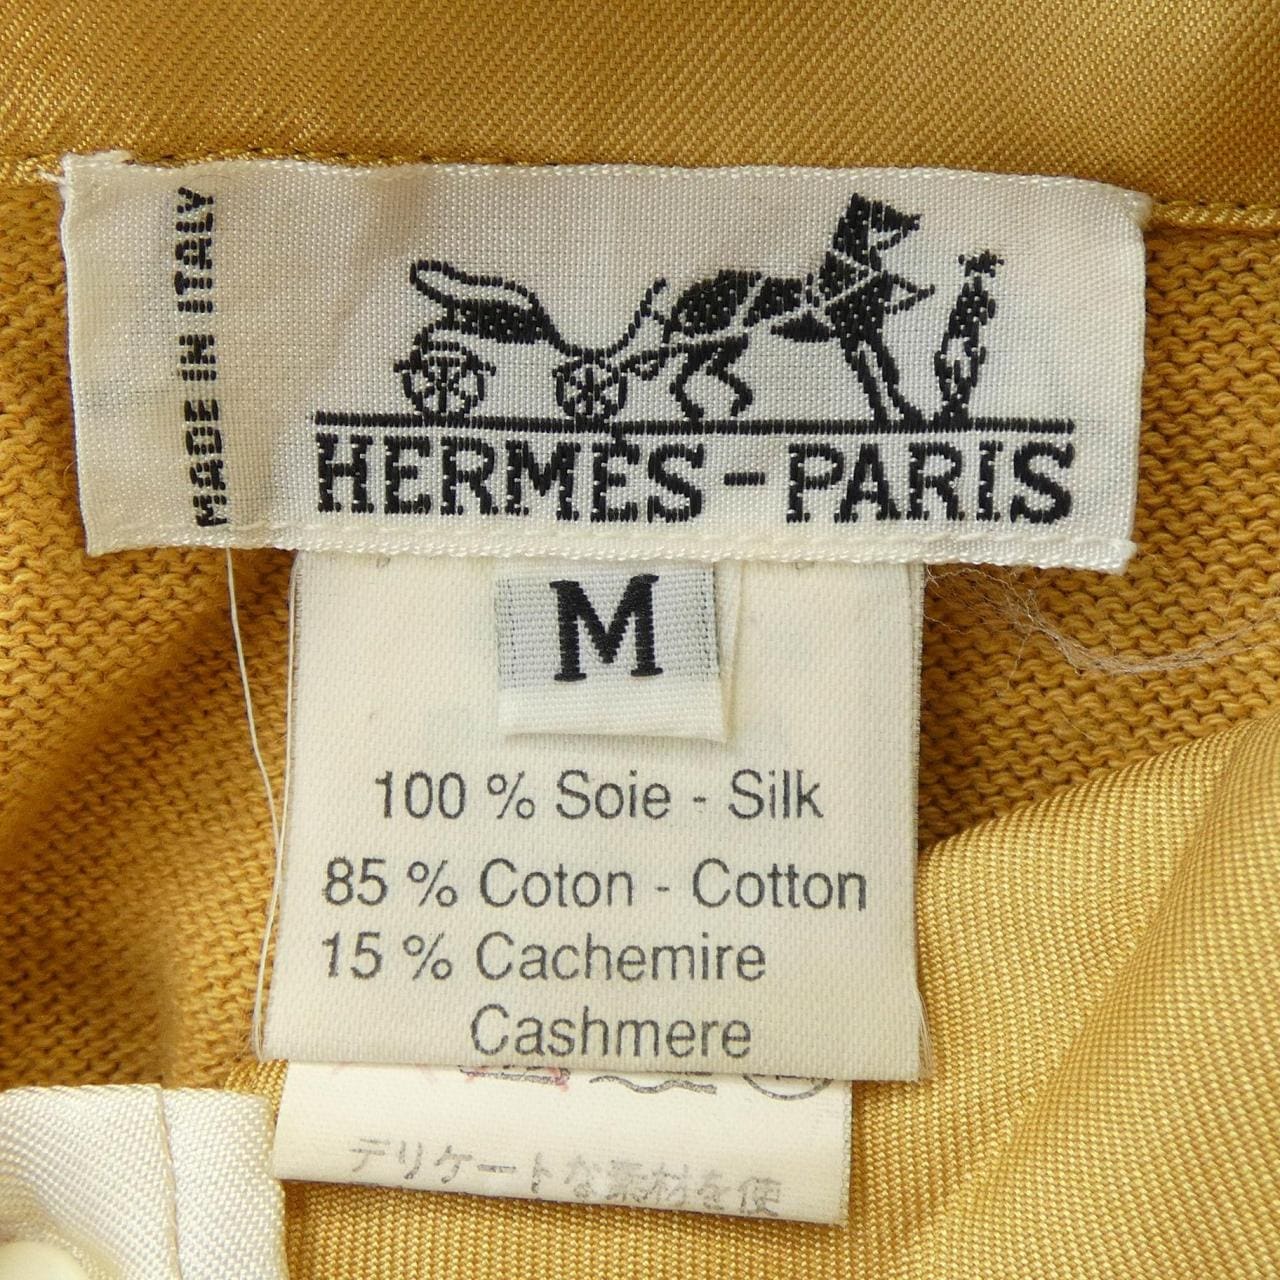 MADE IN ITALY
HERMÈS-PARIS
M
100 % Soie - Silk
85 % Coton - Cotton
15 % Cachemire
Cashmere
デリケートな素材を使